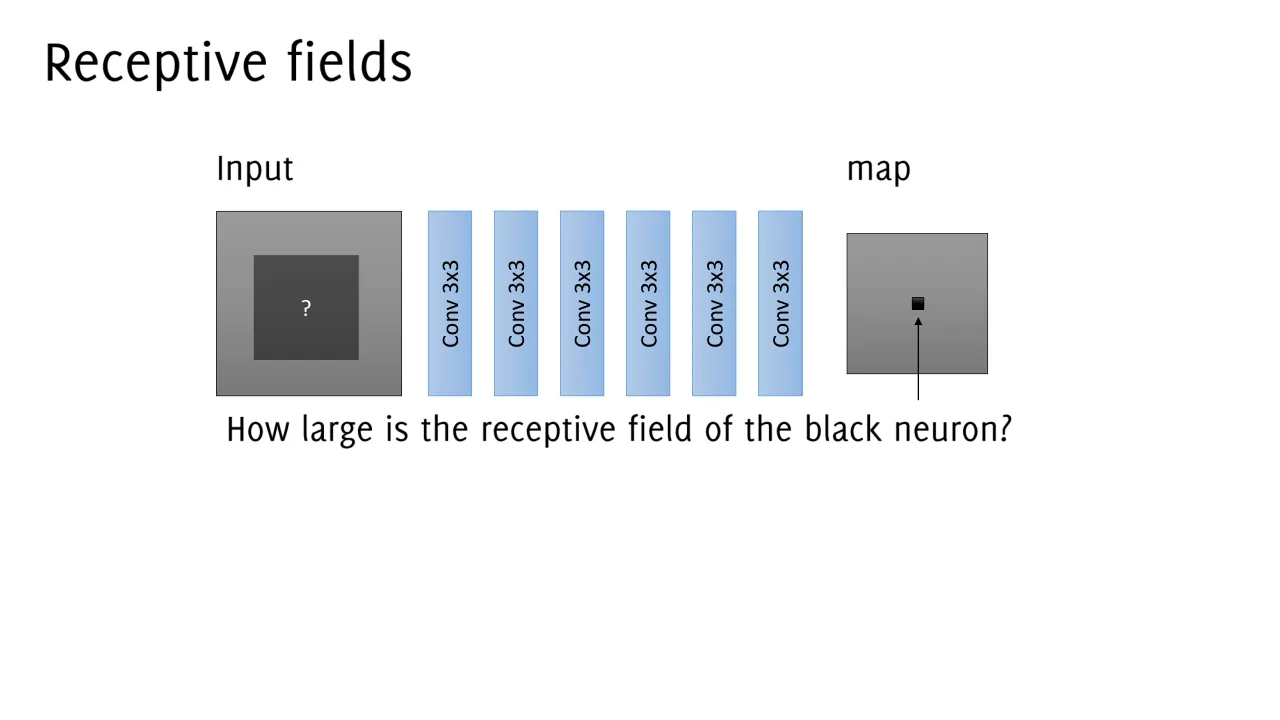 Receptive fields
Input
map
?
Conv 3x3
Conv 3x3
Conv 3x3
Conv 3x3
Conv 3x3
Conv 3x3
How large is the receptive field of the black neuron?